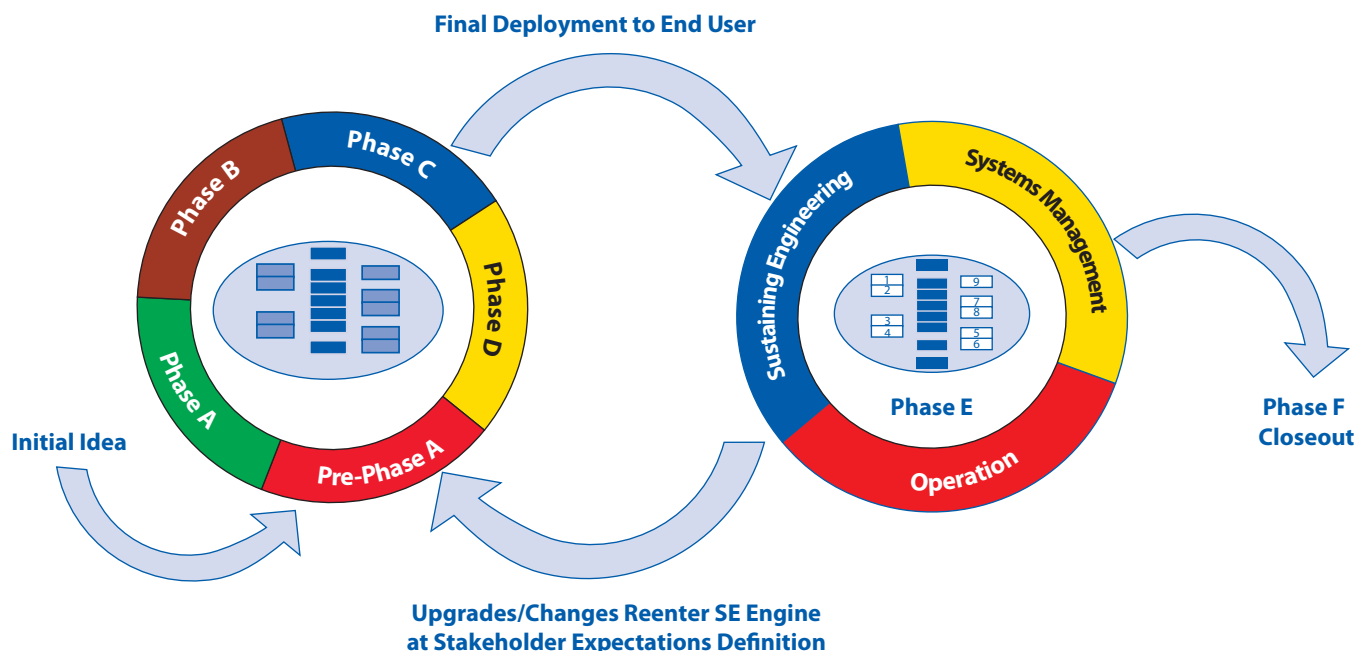 Final Deployment to End User
Phase C
Phase B
Phase D
Phase A
Pre-Phase A
Initial Idea
Sustaining Engineering
Systems Management
Operation
1
2
3
4
9
7
8
5
6
Phase E
Phase F
Closeout
Upgrades/Changes Reenter SE Engine
at Stakeholder Expectations Definition